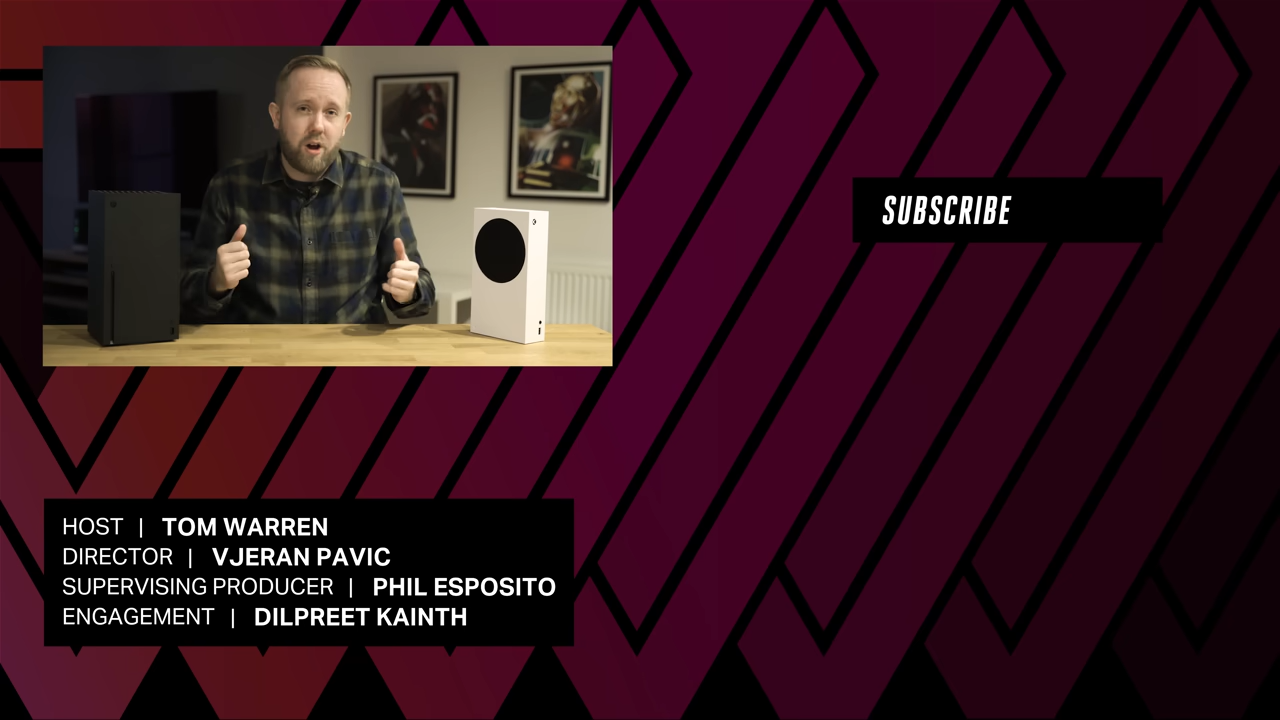 SUBSCRIBE
HOST | TOM WARREN
DIRECTOR | VJERAN PAVIC
SUPERVISING PRODUCER | PHIL ESPOSITO
ENGAGEMENT | DILPREET KAINTH